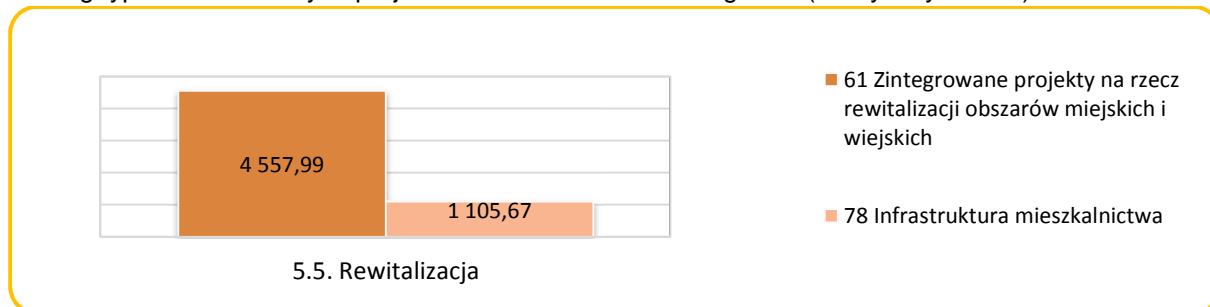 4 557,99
1 105,67
5.5. Rewitalizacja
61 Zintegrowane projekty na rzecz
rewitalizacji obszarów miejskich i
wiejskich
78 Infrastruktura mieszkalnictwa